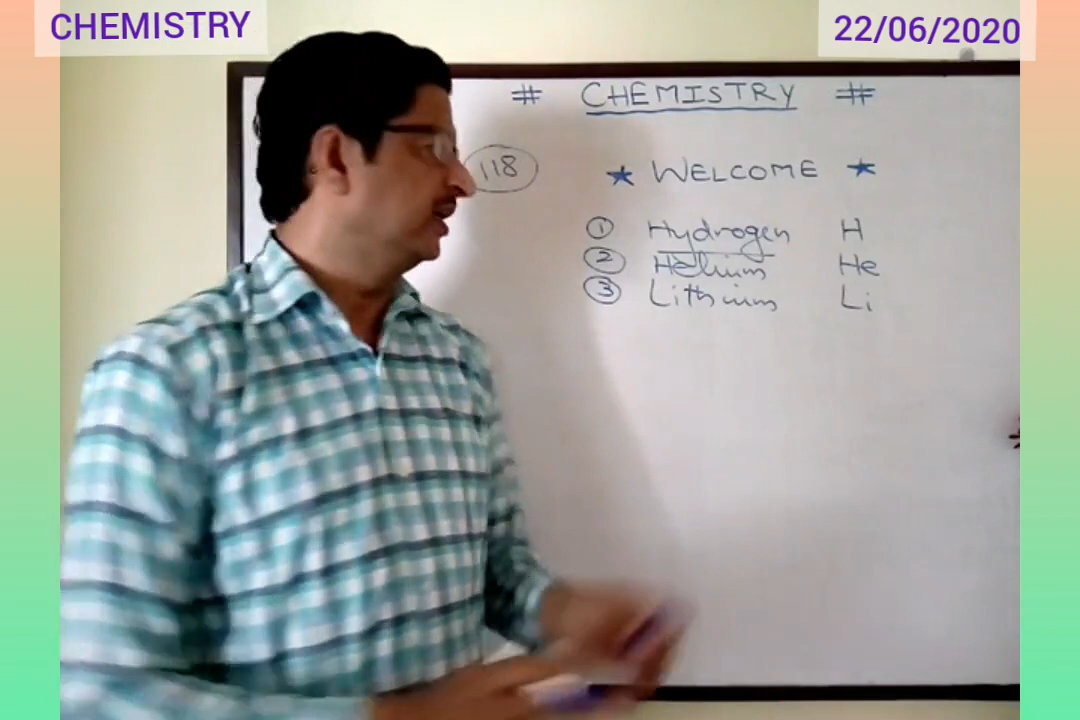 CHEMISTRY
22/06/2020
# CHEMISTRY #
118
★ WELCOME ★
① Hydrogen H
② Helium He
③ Lithium Li